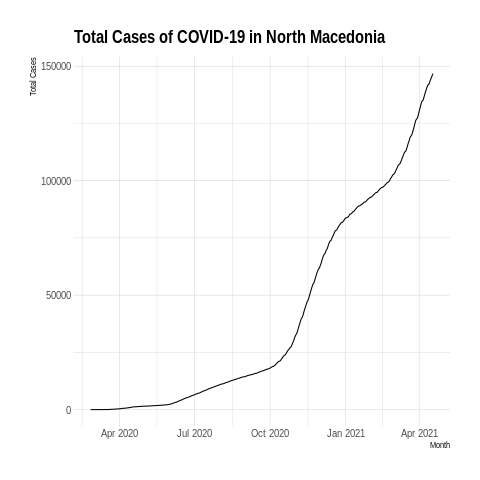 Total Cases of COVID-19 in North Macedonia
Total Cases
150000
100000
50000
0
Apr 2020 Jul 2020 Oct 2020 Jan 2021 Apr 2021
Month